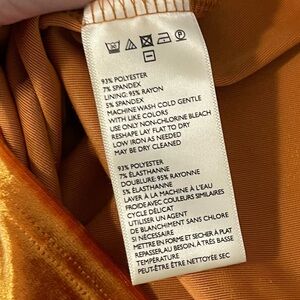 93% POLYESTER
7% SPANDEX
LINING: 95% RAYON
5% SPANDEX
MACHINE WASH COLD GENTLE
WITH LIKE COLORS
USE ONLY NON-CHLORINE BLEACH
RESHAPE LAY FLAT TO DRY
LOW IRON AS NEEDED
MAY BE DRY CLEANED
93% POLYESTER
7% ÉLASTHANNE
DOUBLURE: 95% RAYONNE
5% ÉLASTHANNE
LAVER À LA MACHINE À L'EAU
FROIDE AVEC COULEURS SIMILAIRES
CYCLE DÉLICAT
UTILISER UN AGENT
DE BLANCHIMENT SANS CHLORE
SI NÉCESSAIRE
METTRE EN FORME ET SÉCHER À PLAT
REPASSER, AU BESOIN, À TRÈS BASSE
TEMPÉRATURE
PEUT-ÊTRE ÊTRE NETTOYÉE SEC